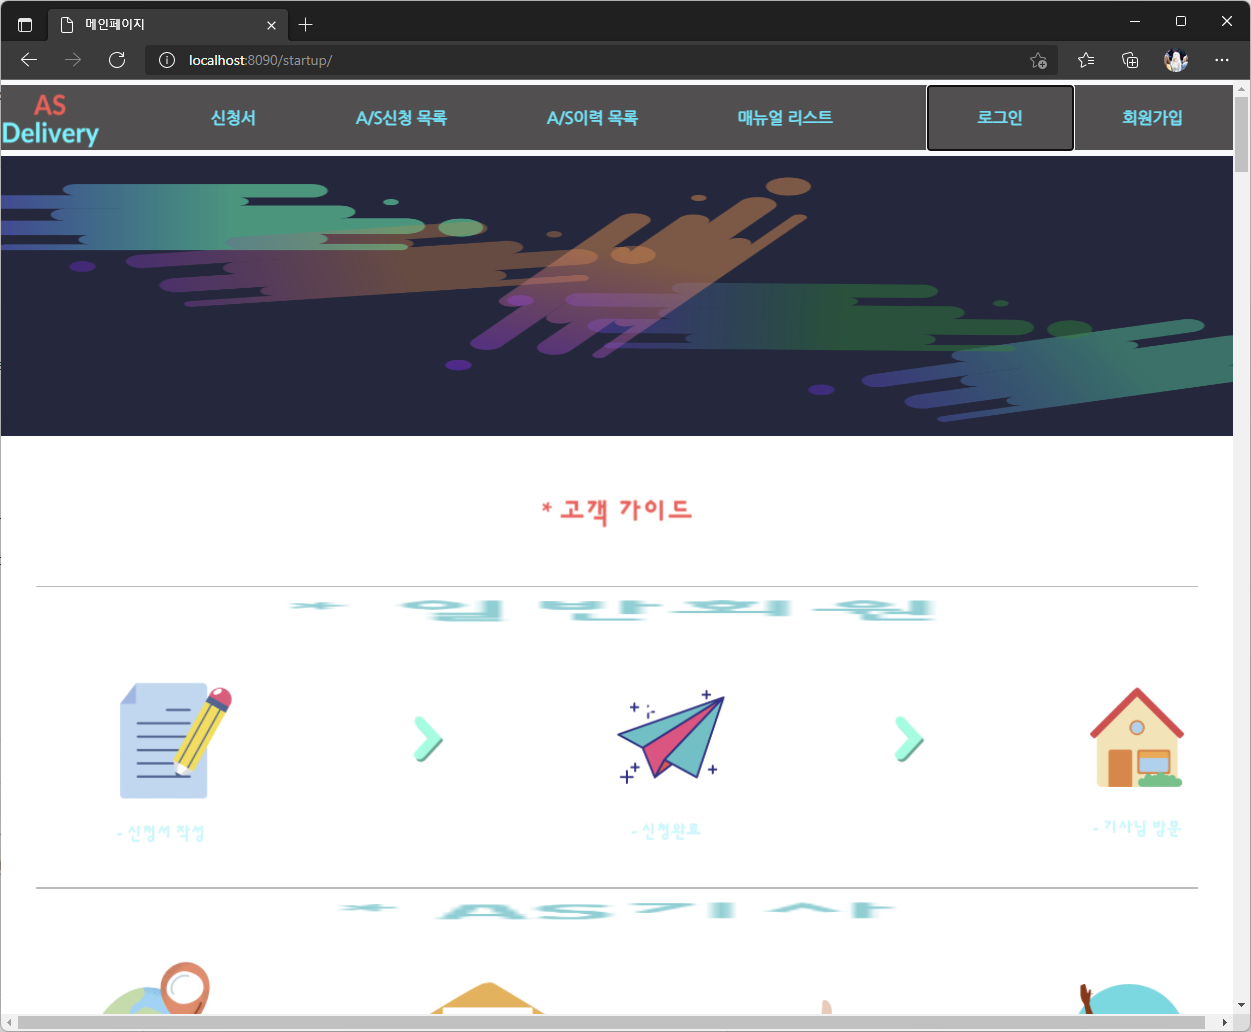 메인페이지
localhost:8090/startup/
AS
Delivery
신청서
A/S신청 목록
A/S이력 목록
매뉴얼 리스트
로그인
회원가입
* 고객 가이드
* 일반회원
- 신청서 작성
- 신청완료
- 기사님 방문
* AS기사